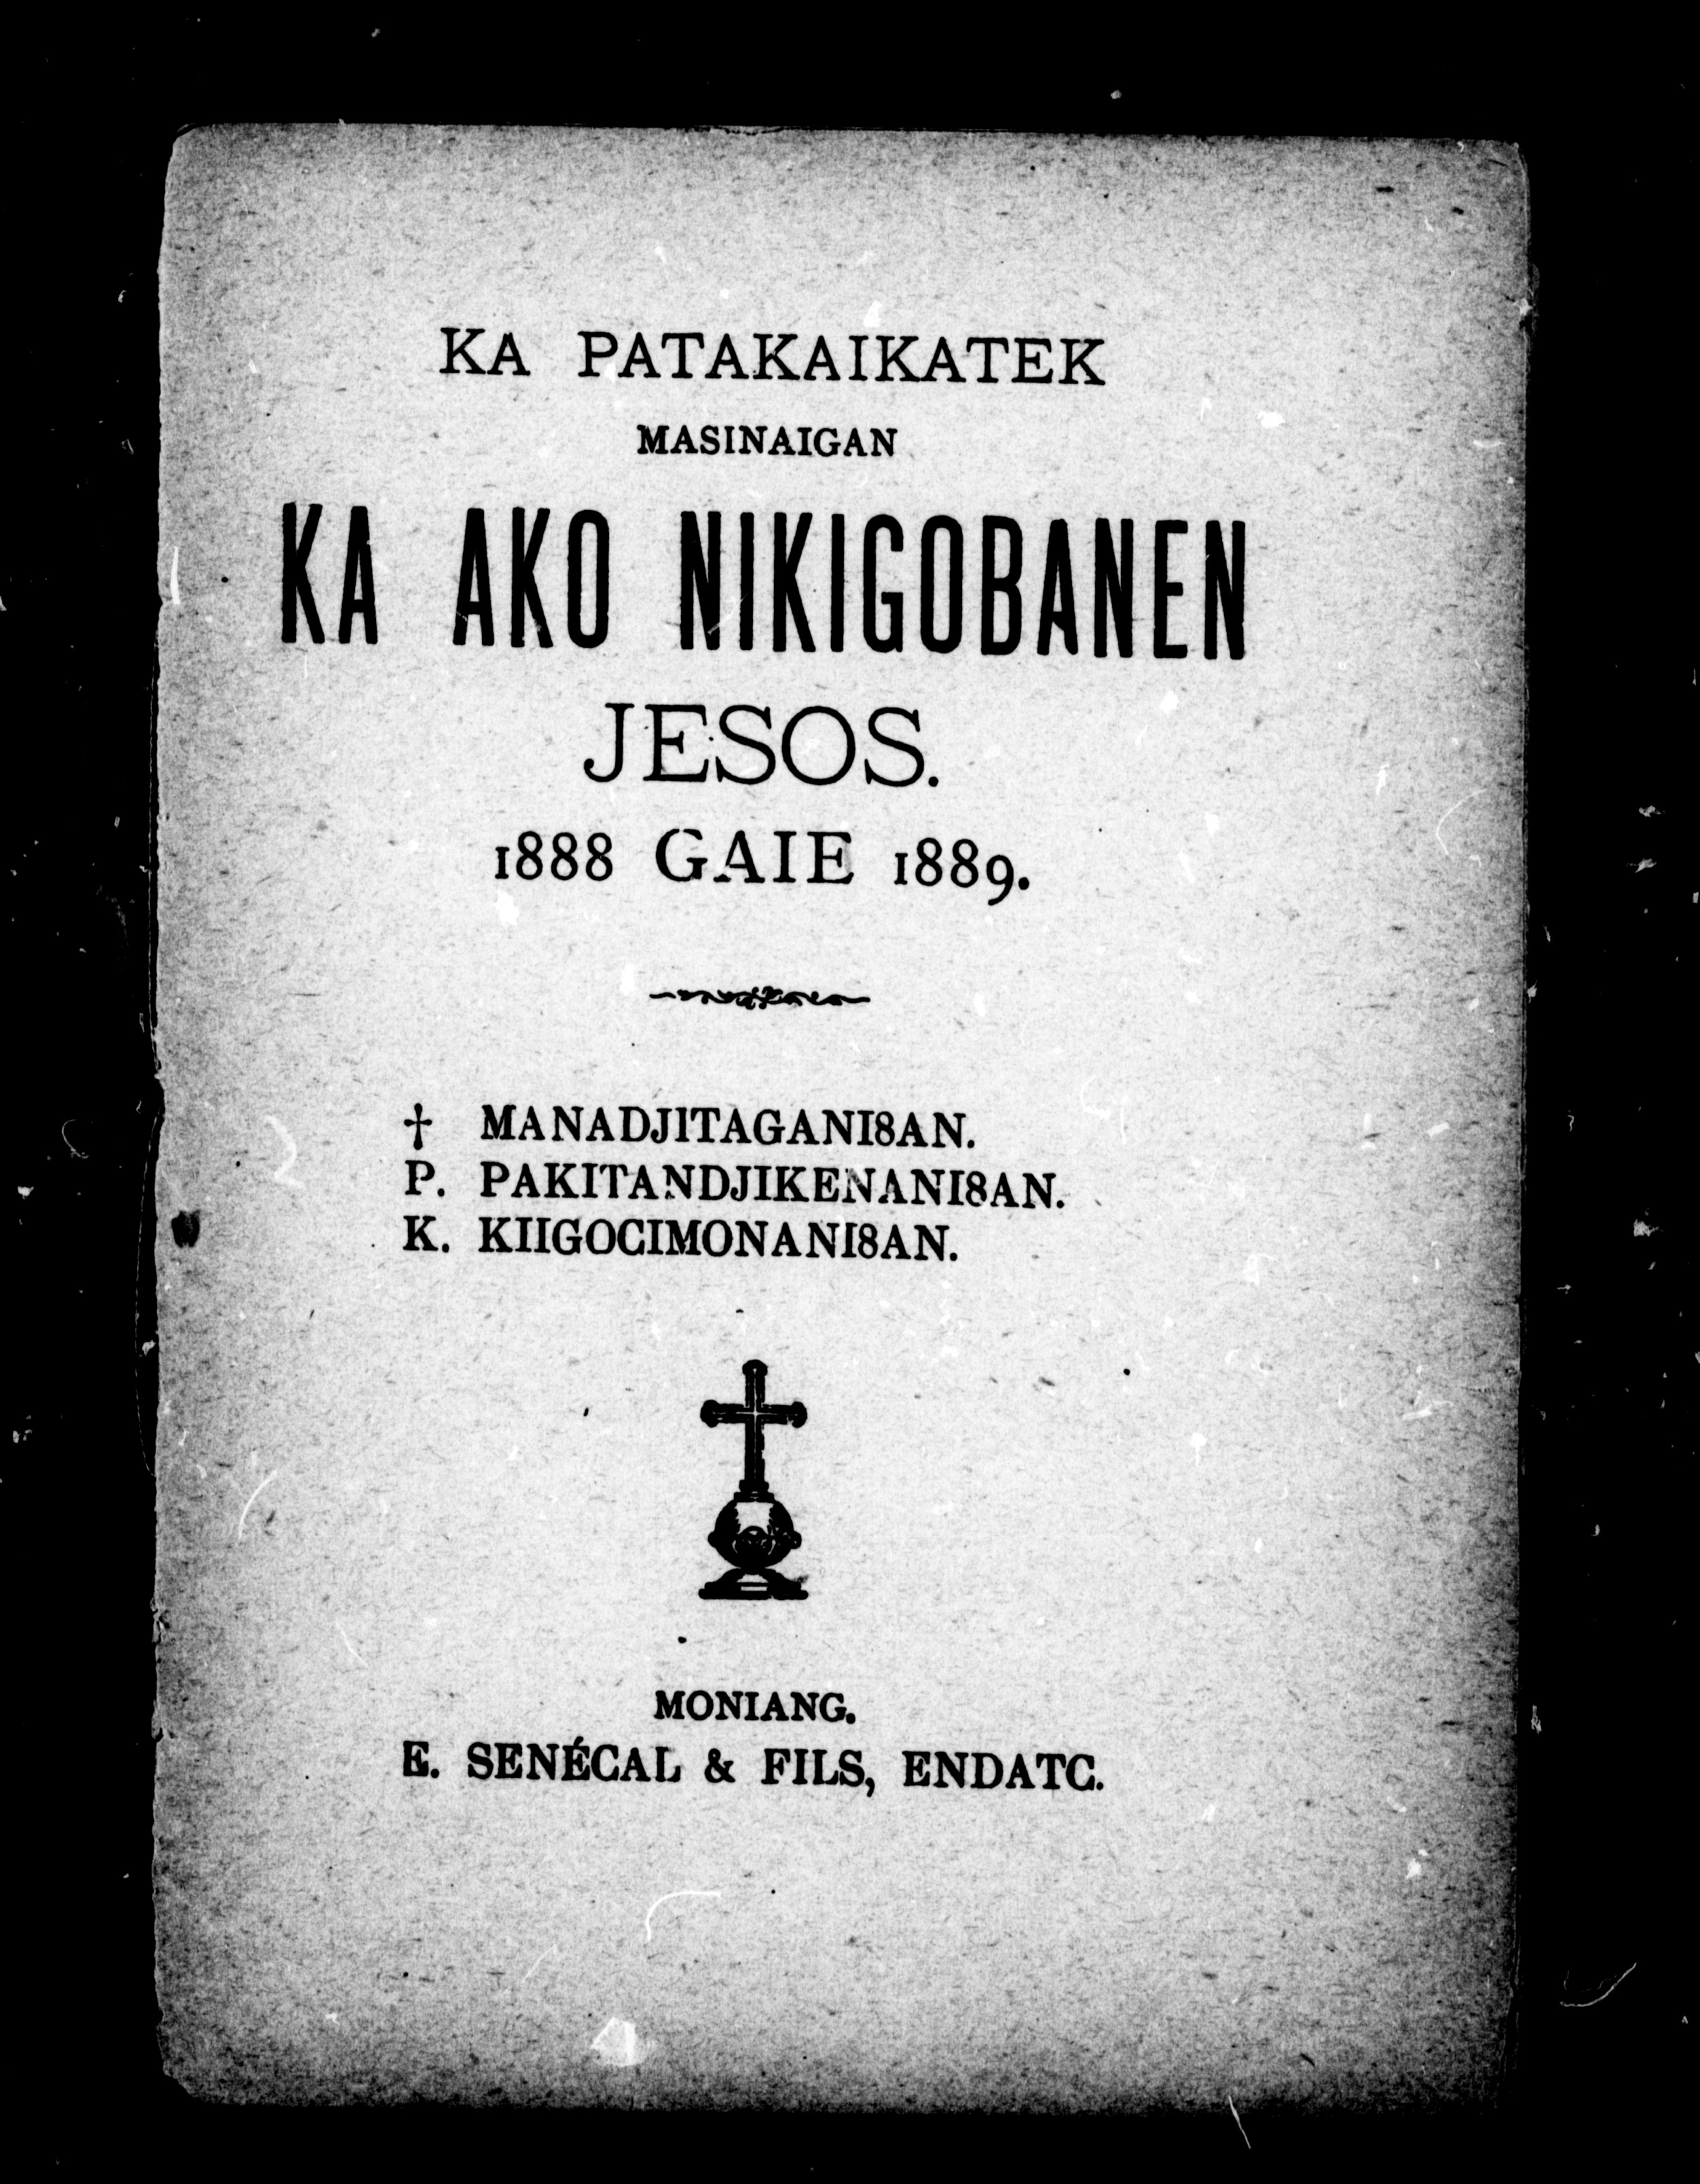 KA PATAKAIKATEK
MASINAIGAN
KA AKO NIKIGOBANEN
JESOS.
1888 GAIE 1889.
† MANADJITAGANI8AN.
P. PAKITANDJIKENANI8AN.
K. KIIGOCIMONANI8AN.
MONIANG.
E. SENÉCAL & FILS, ENDATC.